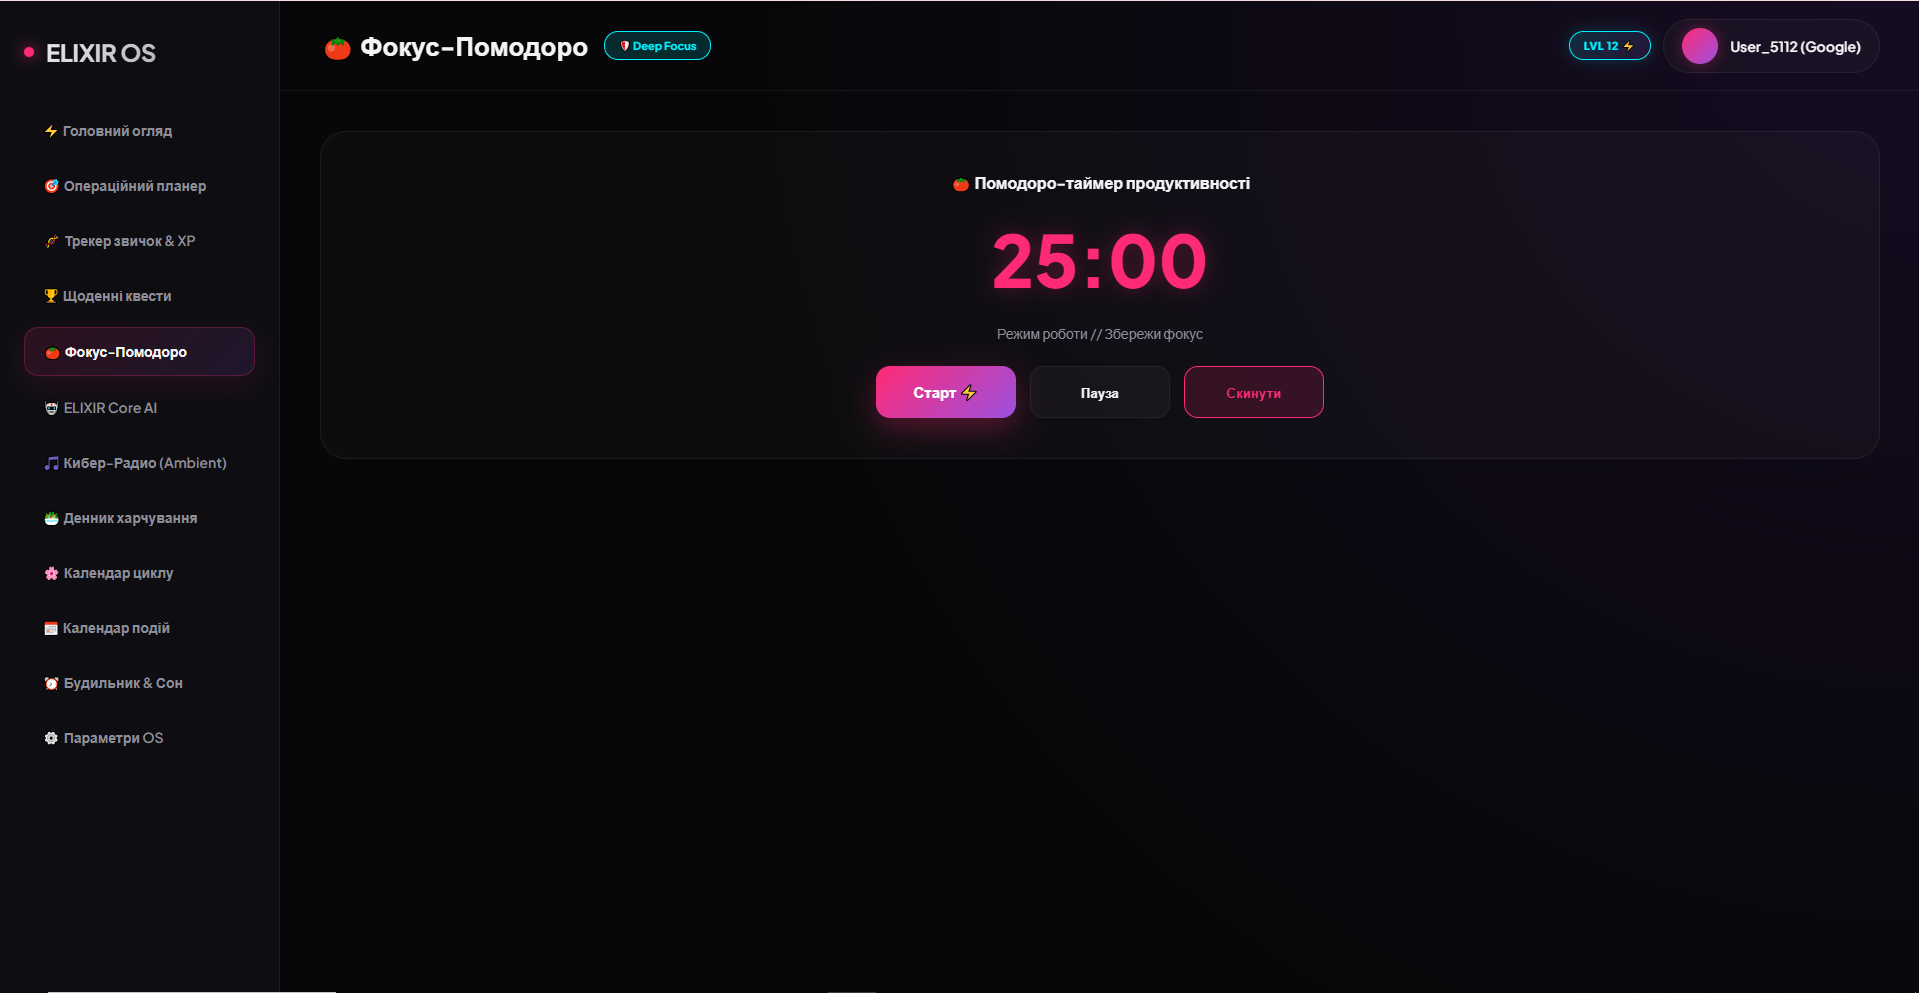 ELIXIR OS
⚡ Головний огляд
🎯 Операційний планер
🧬 Трекер звичок & XP
🏆 Щоденні квести
🍅 Фокус-Помодоро
🤖 ELIXIR Core AI
🎵 Кибер-Радио (Ambient)
🥗 Денник харчування
🌸 Календар циклу
📅 Календар подій
⏰ Будильник & Сон
⚙️ Параметри OS
🍅 Фокус-Помодоро
🛡️ Deep Focus
LVL 12 ⚡
User_5112 (Google)
🍅 Помодоро-таймер продуктивності
25:00
Режим роботи // Збережи фокус
Старт ⚡
Пауза
Скинути